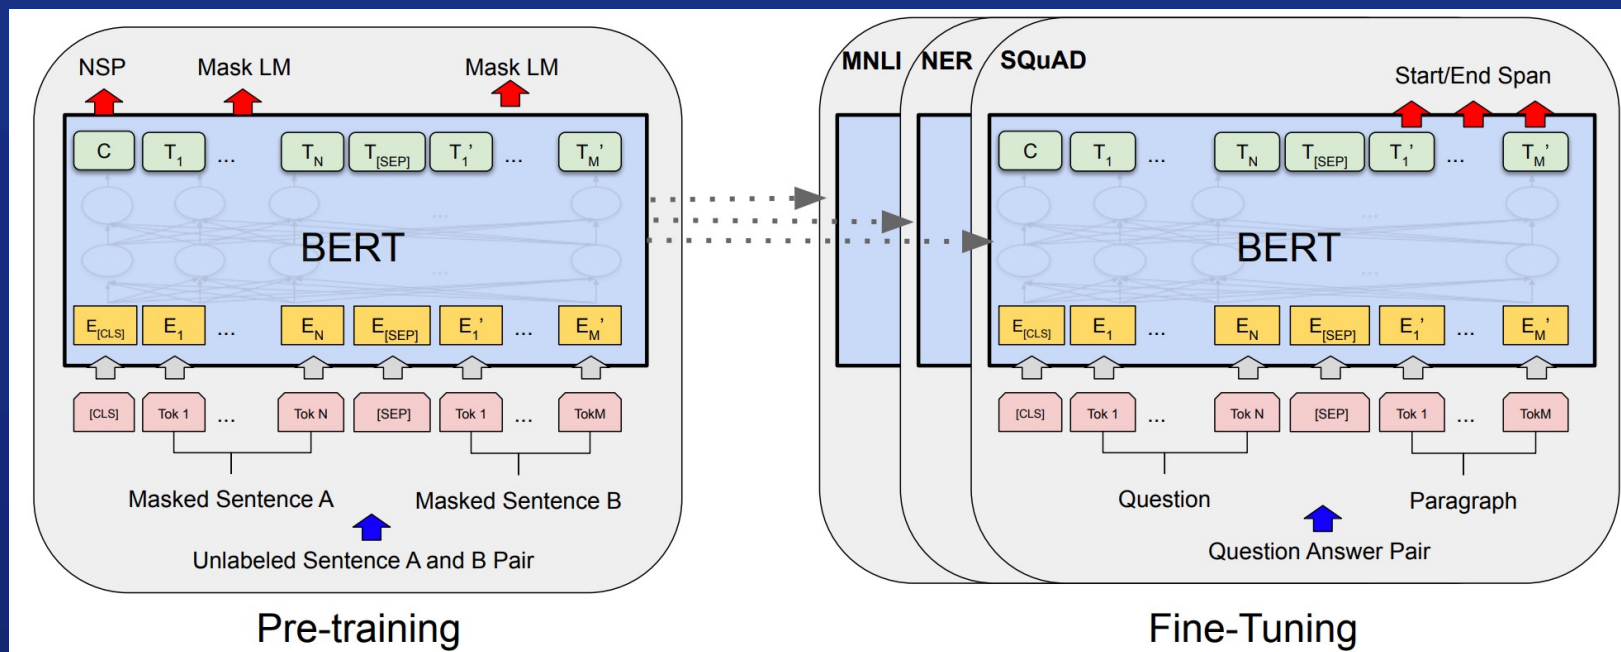 NSP Mask LM Mask LM
C T1 ... TN T[SEP] T1’ ... TM’
...
BERT
...
E[CLS] E1 ... EN E[SEP] E1’ ... EM’
[CLS] Tok 1 ... Tok N [SEP] Tok 1 ... TokM
Masked Sentence A Masked Sentence B
Unlabeled Sentence A and B Pair
Pre-training
MNLI NER SQuAD
Start/End Span
C T1 ... TN T[SEP] T1’ ... TM’
...
BERT
...
E[CLS] E1 ... EN E[SEP] E1’ ... EM’
[CLS] Tok 1 ... Tok N [SEP] Tok 1 ... TokM
Question Paragraph
Question Answer Pair
Fine-Tuning